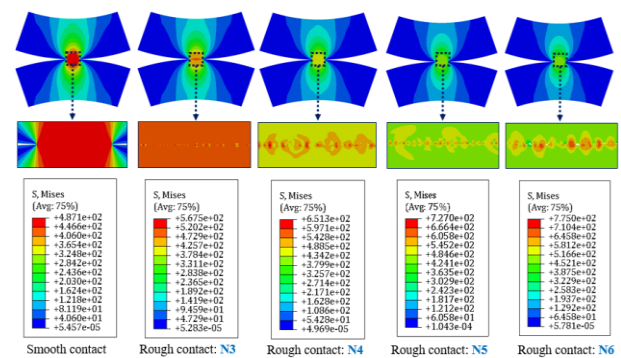 S, Mises
(Avg: 75%)
+4.871e+02
+4.466e+02
+4.060e+02
+3.654e+02
+3.248e+02
+2.842e+02
+2.436e+02
+2.030e+02
+1.624e+02
+1.218e+02
+8.119e+01
+4.060e+01
+5.457e-05
Smooth contact
S, Mises
(Avg: 75%)
+5.675e+02
+5.202e+02
+4.729e+02
+4.257e+02
+3.784e+02
+3.311e+02
+2.838e+02
+2.365e+02
+1.892e+02
+1.419e+02
+9.459e+01
+4.729e+01
+5.283e-05
Rough contact: N3
S, Mises
(Avg: 75%)
+6.513e+02
+5.971e+02
+5.428e+02
+4.885e+02
+4.342e+02
+3.799e+02
+3.257e+02
+2.714e+02
+2.171e+02
+1.628e+02
+1.086e+02
+5.428e+01
+4.969e-05
Rough contact: N4
S, Mises
(Avg: 75%)
+7.270e+02
+6.664e+02
+6.058e+02
+5.452e+02
+4.846e+02
+4.241e+02
+3.635e+02
+3.029e+02
+2.423e+02
+1.817e+02
+1.212e+02
+6.058e+01
+1.043e-04
Rough contact: N5
S, Mises
(Avg: 75%)
+7.750e+02
+7.104e+02
+6.458e+02
+5.812e+02
+5.166e+02
+4.521e+02
+3.875e+02
+3.229e+02
+2.583e+02
+1.937e+02
+1.292e+02
+6.458e+01
+5.781e-05
Rough contact: N6